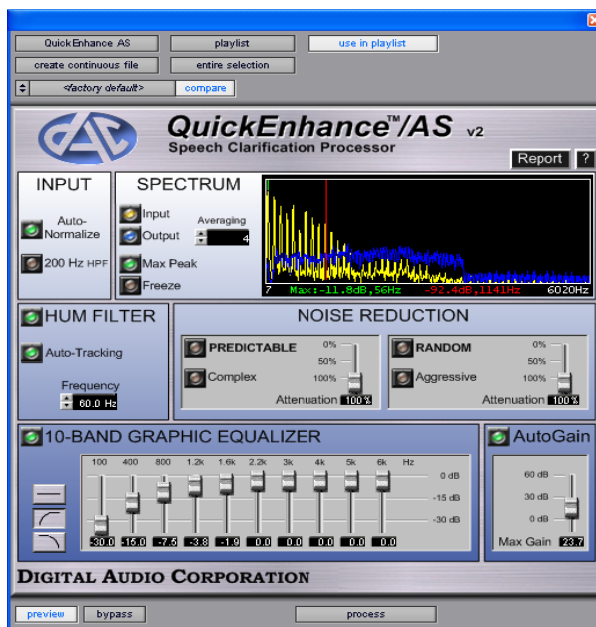 QuickEnhance AS playlist use in playlist
create continuous file entire selection
<factory default> compare
DAC
QuickEnhance™/AS v2
Speech Clarification Processor
Report ?
INPUT
Auto-Normalize
200 Hz HPF
SPECTRUM
Input
Output
Averaging
4
Max Peak
Freeze
7 Max:-11.8dB,56Hz -92.4dB,1141Hz 6020Hz
HUM FILTER
Auto-Tracking
Frequency
60.0 Hz
NOISE REDUCTION
PREDICTABLE
Complex
0%
50%
100%
Attenuation 100%
RANDOM
Aggressive
0%
50%
100%
Attenuation 100%
10-BAND GRAPHIC EQUALIZER
100 400 800 1.2k 1.6k 2.2k 3k 4k 5k 6k Hz
0 dB
-15 dB
-30 dB
-30.0 -15.0 -7.5 -3.8 -1.9 0.0 0.0 0.0 0.0 0.0
AutoGain
60 dB
30 dB
0 dB
Max Gain 23.7
DIGITAL AUDIO CORPORATION
preview bypass process